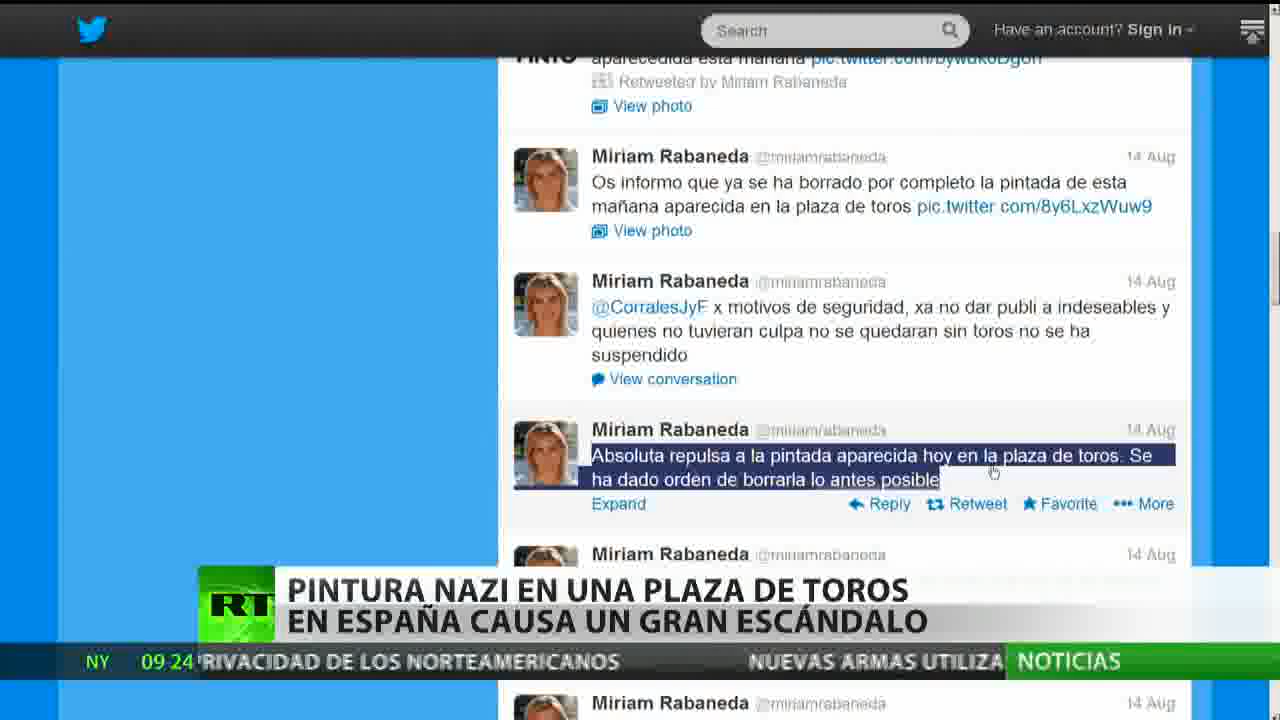 Search
Have an account? Sign in
aparecedida esta mañana
Retweeted by Miriam Rabaneda
View photo
Miriam Rabaneda @miriamrabaneda 14 Aug
Os informo que ya se ha borrado por completo la pintada de esta
mañana aparecida en la plaza de toros pic.twitter com/8y6LxzWuw9
View photo
Miriam Rabaneda @miriamrabaneda 14 Aug
@CorralesJyF x motivos de seguridad, xa no dar publi a indeseables y
quienes no tuvieran culpa no se quedaran sin toros no se ha
suspendido
View conversation
Miriam Rabaneda @miriamrabaneda 14 Aug
Absoluta repulsa a la pintada aparecida hoy en la plaza de toros. Se
ha dado orden de borrarla lo antes posible
Expand Reply Retweet Favorite More
Miriam Rabaneda @miriamrabaneda 14 Aug
RT
PINTURA NAZI EN UNA PLAZA DE TOROS
EN ESPAÑA CAUSA UN GRAN ESCÁNDALO
NY 09:24 RIVACIDAD DE LOS NORTEAMERICANOS NUEVAS ARMAS UTILIZA NOTICIAS
Miriam Rabaneda @miriamrabaneda 14 Aug